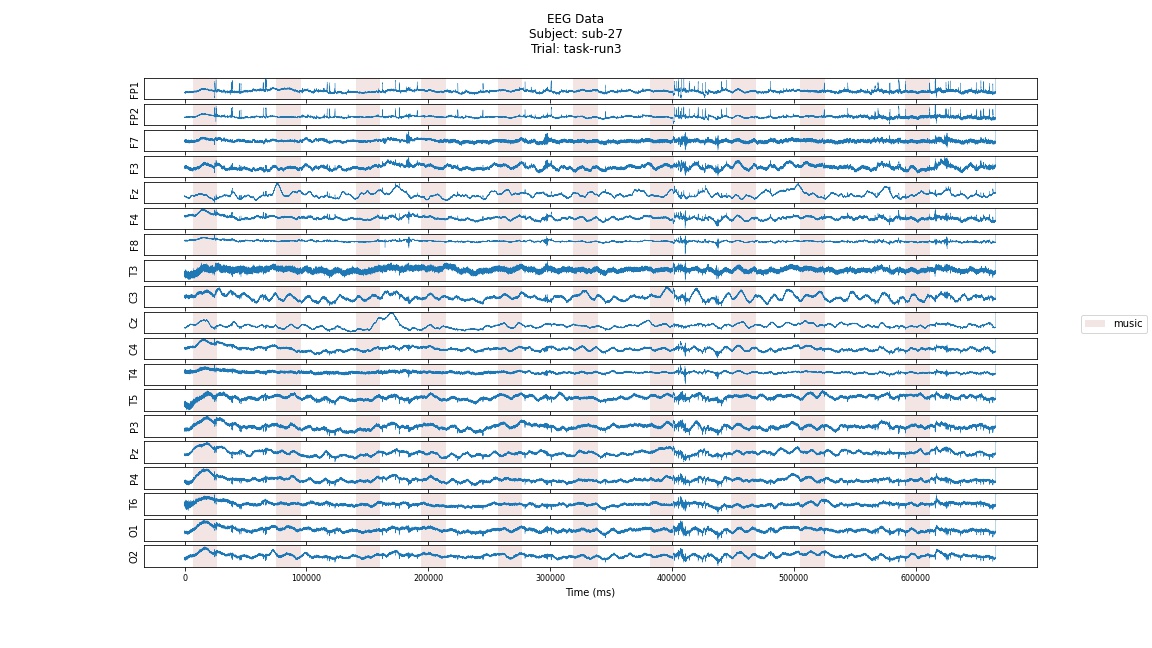 EEG Data
Subject: sub-27
Trial: task-run3
FP1
FP2
F7
F3
Fz
F4
F8
T3
C3
Cz
C4
T4
T5
P3
Pz
P4
T6
O1
O2
music
0 100000 200000 300000 400000 500000 600000
Time (ms)